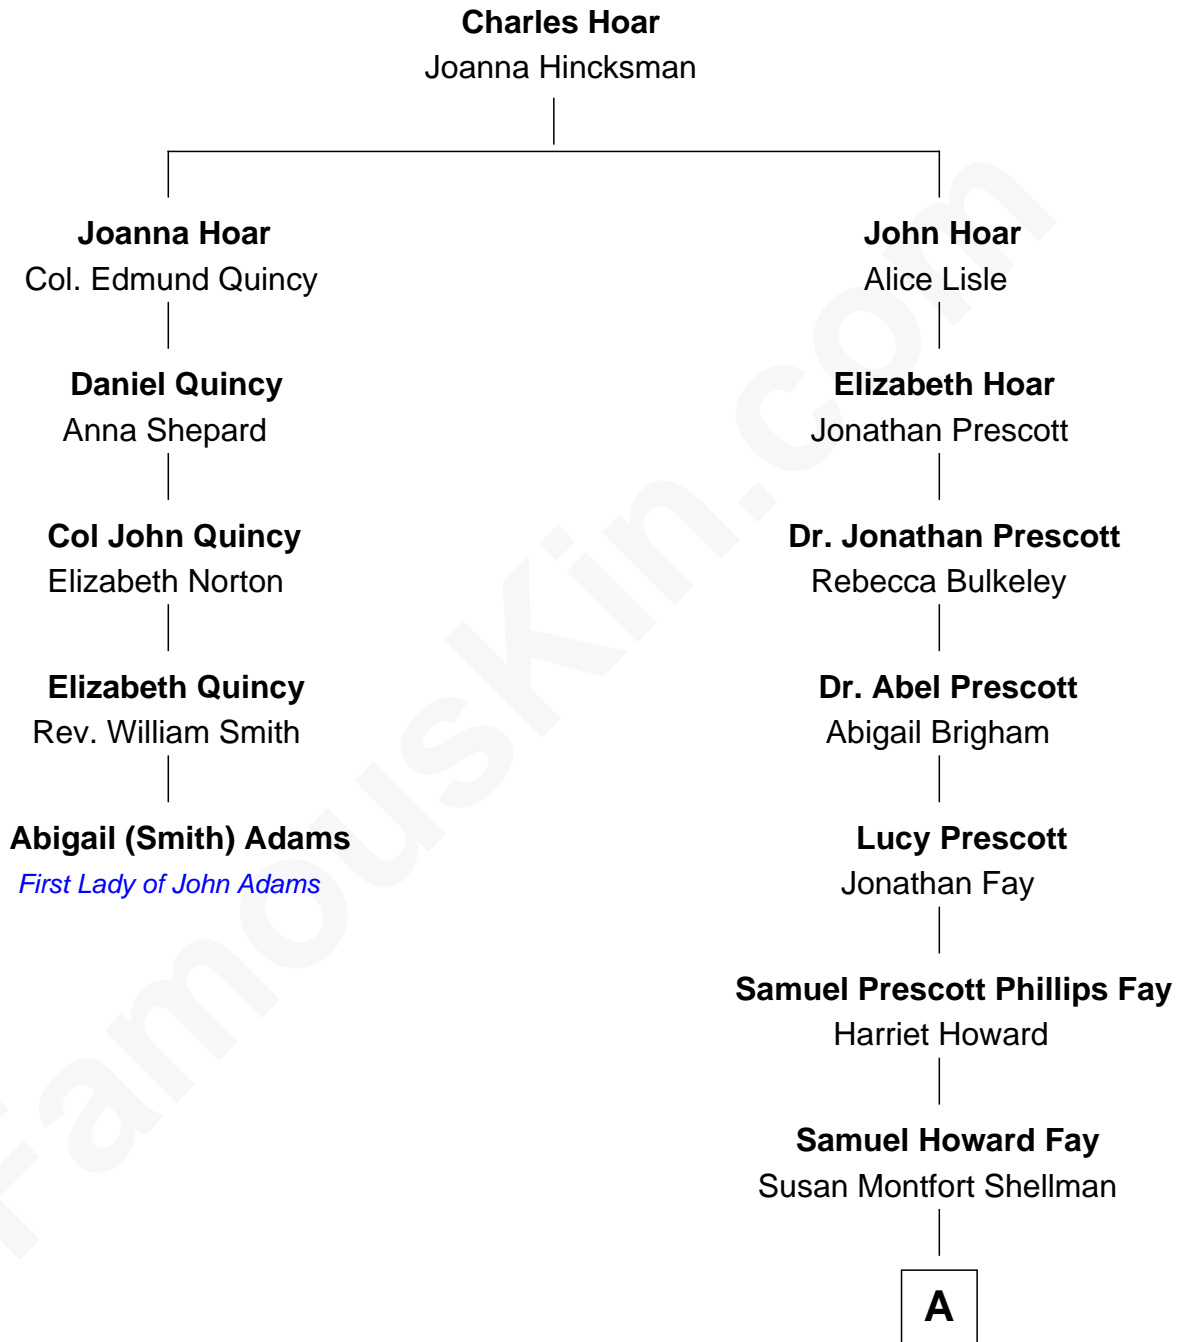 Charles Hoar
Joanna Hincksman
Joanna Hoar
Col. Edmund Quincy
Daniel Quincy
Anna Shepard
Col John Quincy
Elizabeth Norton
Elizabeth Quincy
Rev. William Smith
Abigail (Smith) Adams
First Lady of John Adams
John Hoar
Alice Lisle
Elizabeth Hoar
Jonathan Prescott
Dr. Jonathan Prescott
Rebecca Bulkeley
Dr. Abel Prescott
Abigail Brigham
Lucy Prescott
Jonathan Fay
Samuel Prescott Phillips Fay
Harriet Howard
Samuel Howard Fay
Susan Montfort Shellman
A
FamousKin.com